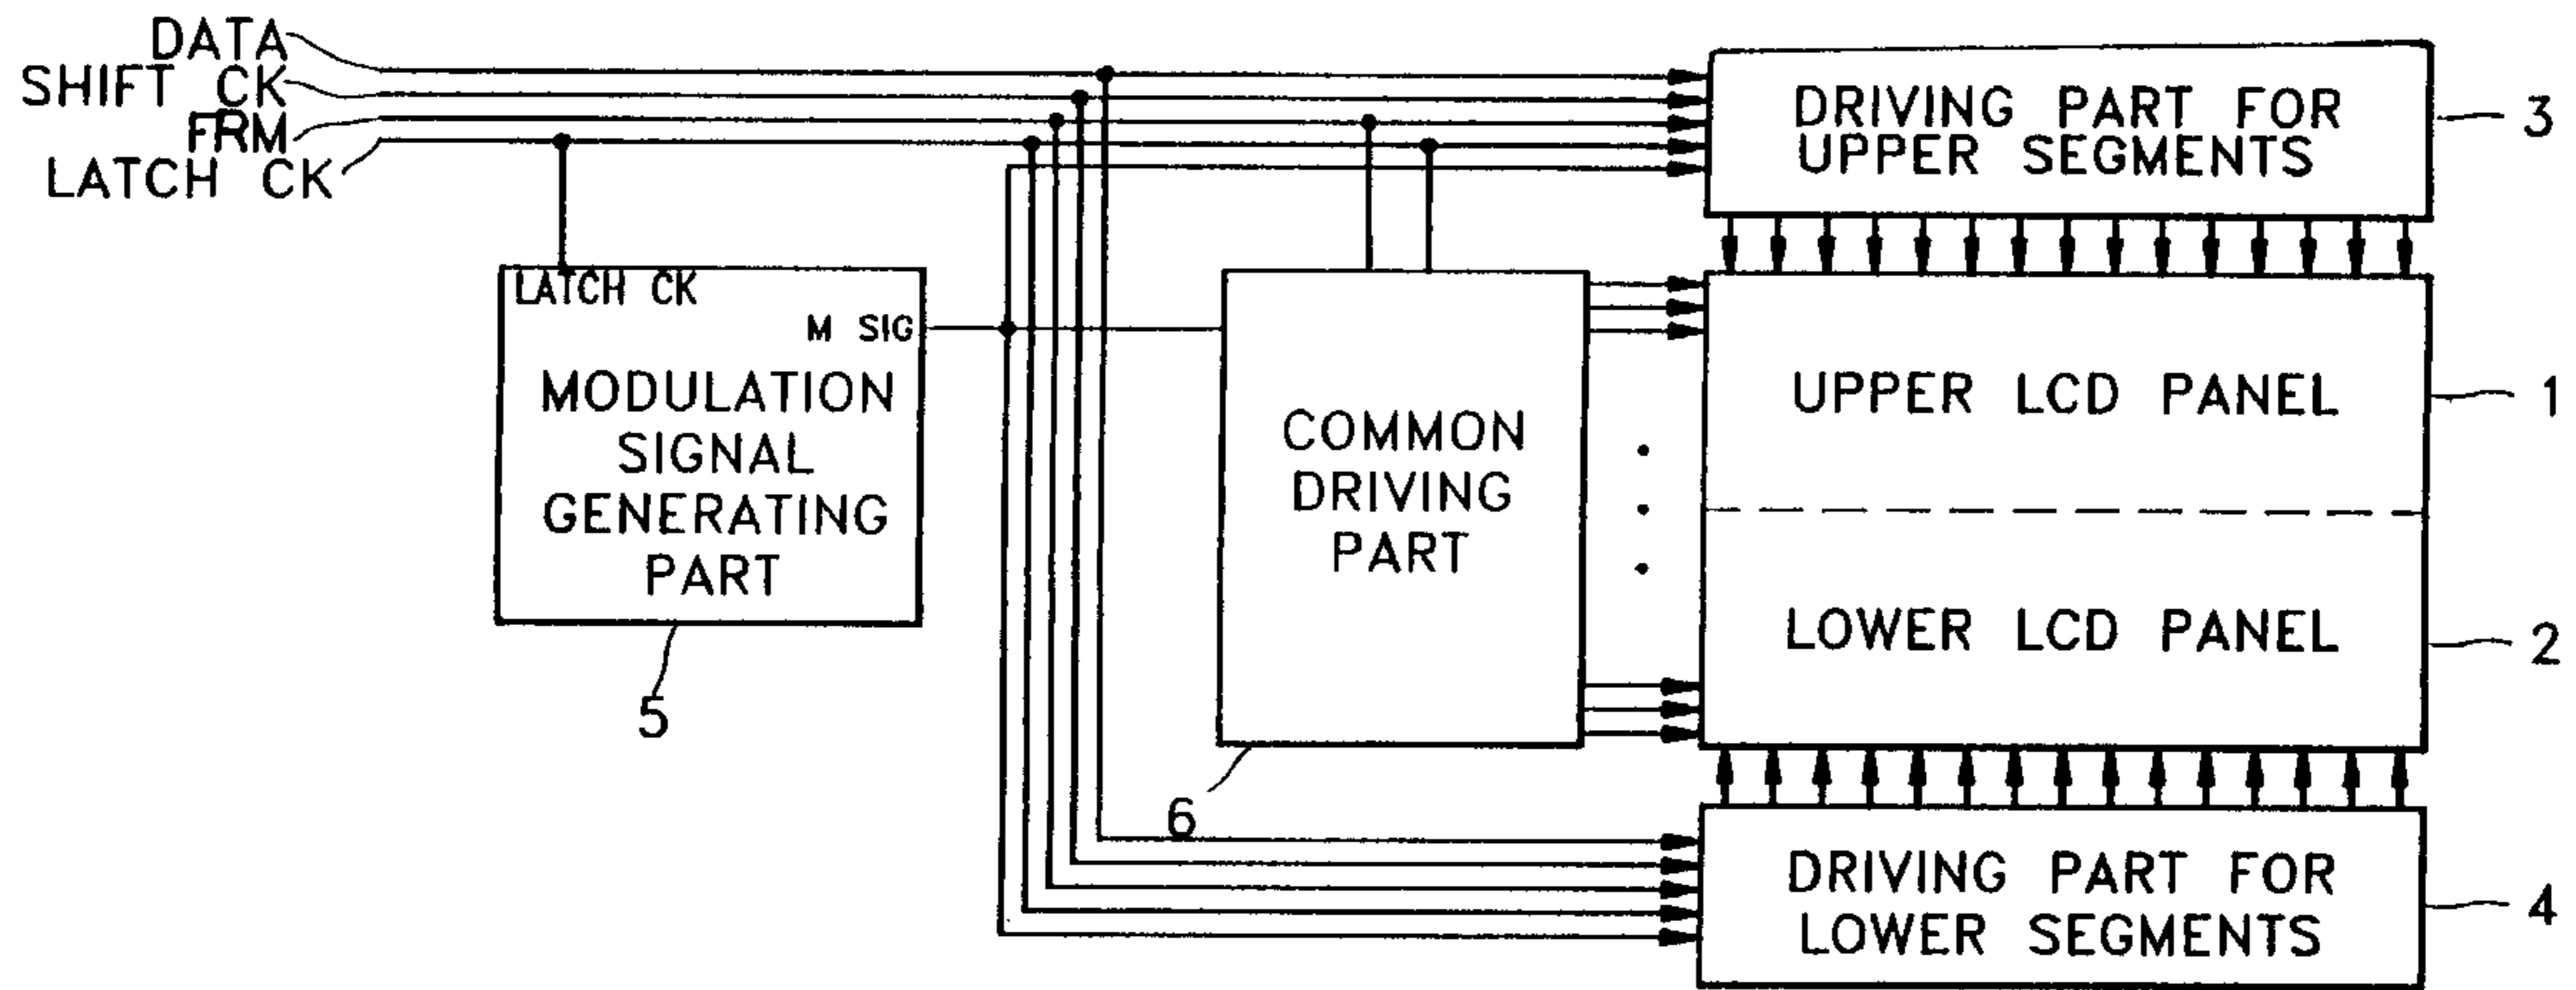 DATA
SHIFT CK
FRM
LATCH CK
DRIVING PART FOR
UPPER SEGMENTS
3
LATCH CK
M SIG
MODULATION
SIGNAL
GENERATING
PART
5
COMMON
DRIVING
PART
6
UPPER LCD PANEL
1
LOWER LCD PANEL
2
DRIVING PART FOR
LOWER SEGMENTS
4